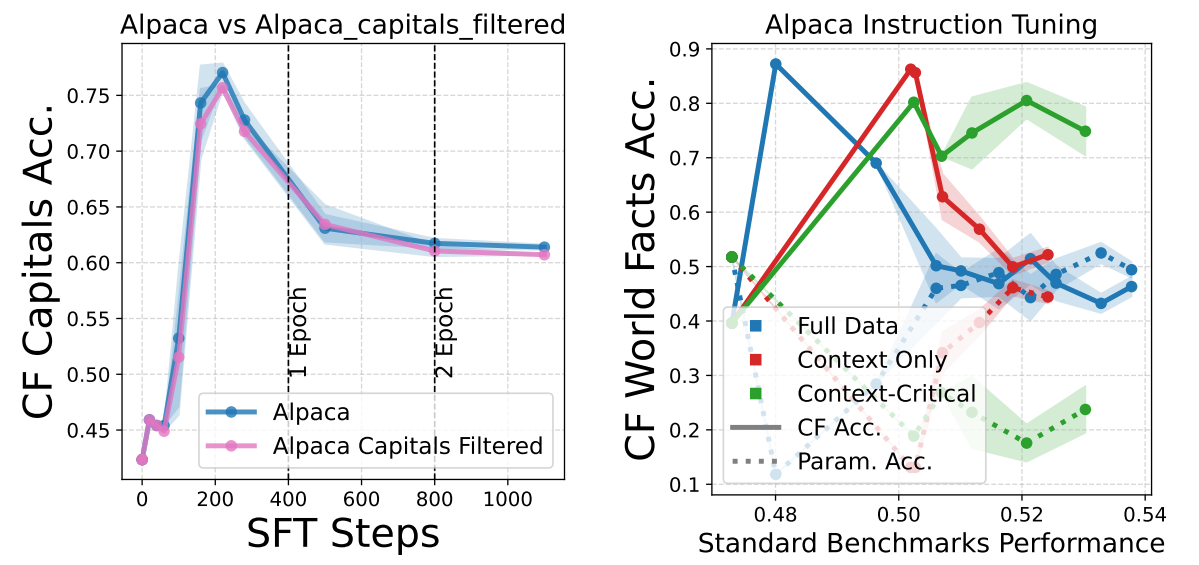 Alpaca vs Alpaca_capitals_filtered
CF Capitals Acc.
0.75
0.70
0.65
0.60
0.55
0.50
0.45
1 Epoch
2 Epoch
Alpaca
Alpaca Capitals Filtered
0
200
400
600
800
1000
SFT Steps
Alpaca Instruction Tuning
CF World Facts Acc.
0.9
0.8
0.7
0.6
0.5
0.4
0.3
0.2
0.1
Full Data
Context Only
Context-Critical
CF Acc.
Param. Acc.
0.48
0.50
0.52
0.54
Standard Benchmarks Performance